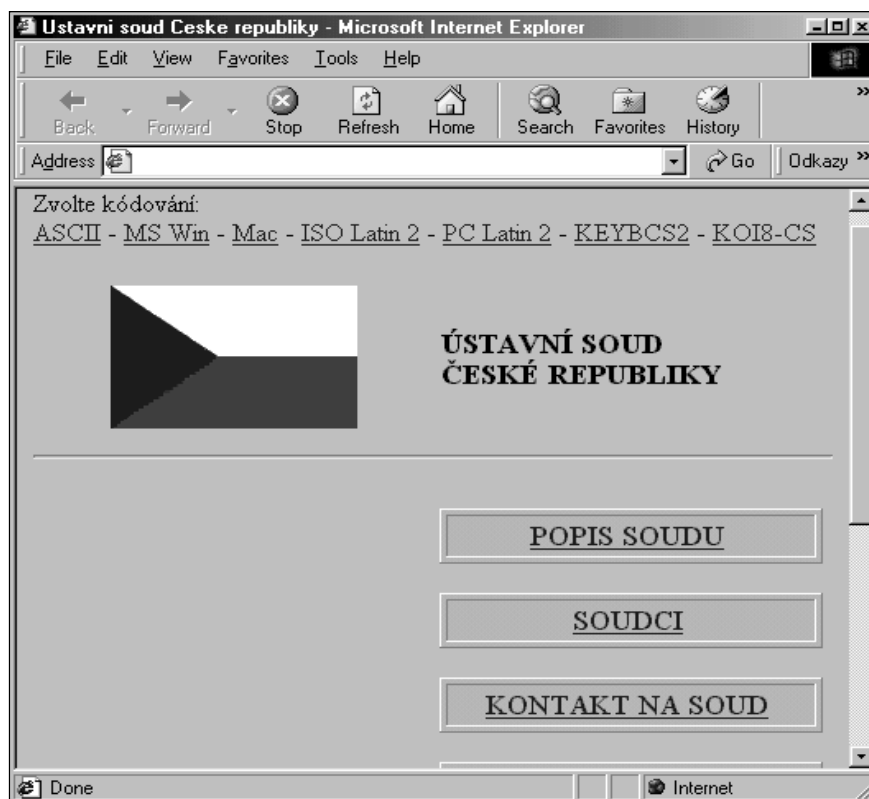 Ustavni soud Ceske republiky - Microsoft Internet Explorer
File Edit View Favorites Tools Help
Back Forward Stop Refresh Home Search Favorites History »
Address Go Odkazy »
Zvolte kódování:
ASCII - MS Win - Mac - ISO Latin 2 - PC Latin 2 - KEYBCS2 - KOI8-CS
ÚSTAVNÍ SOUD
ČESKÉ REPUBLIKY
POPIS SOUDU
SOUDCI
KONTAKT NA SOUD
Done Internet